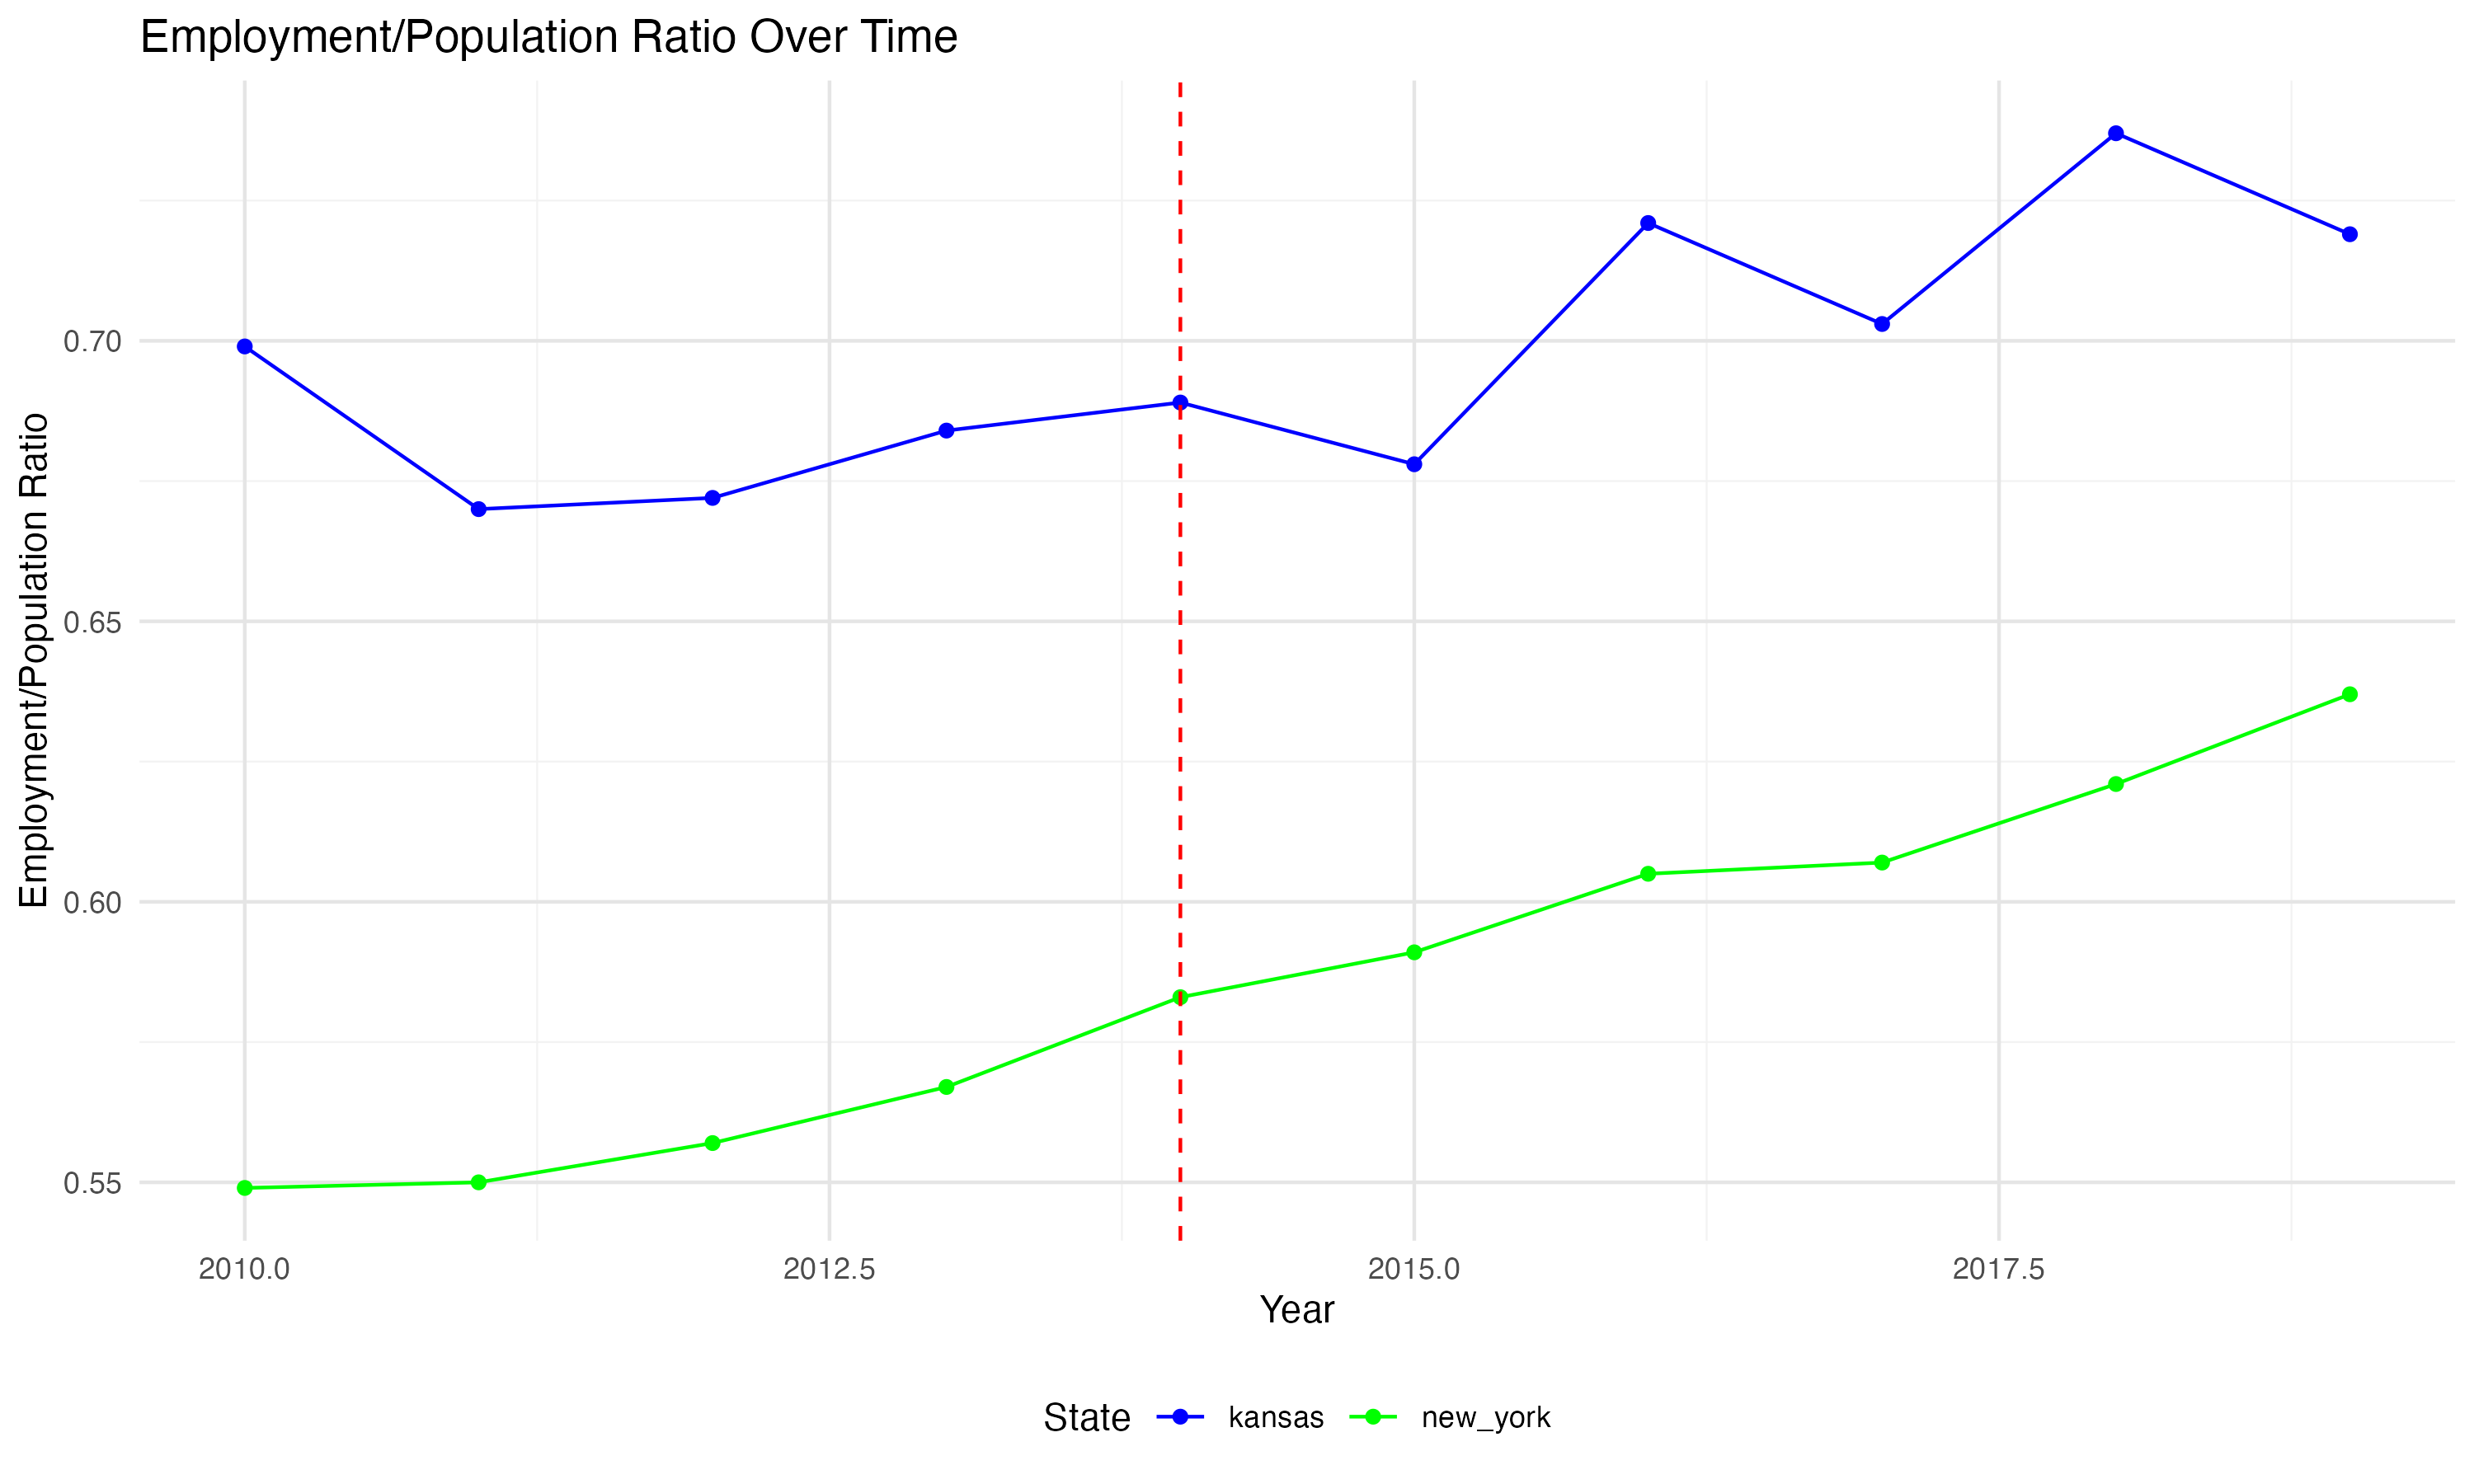 Employment/Population Ratio Over Time
Employment/Population Ratio
0.70
0.65
0.60
0.55
2010.0 2012.5 2015.0 2017.5
Year
State kansas new_york